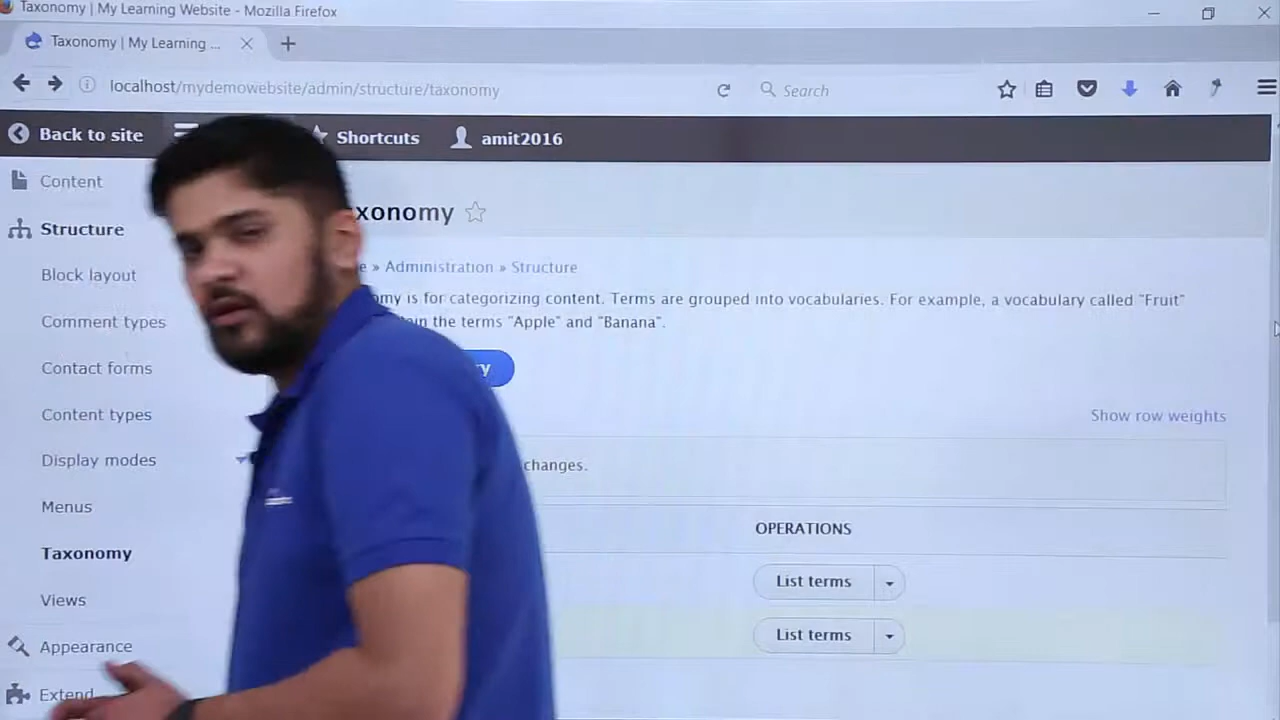 Taxonomy | My Learning Website - Mozilla Firefox
Taxonomy | My Learning ...
localhost/mydemowebsite/admin/structure/taxonomy
Search
Back to site
Shortcuts
amit2016
Content
Structure
Block layout
Comment types
Contact forms
Content types
Display modes
Menus
Taxonomy
Views
Appearance
Extend
xonomy
e » Administration » Structure
omy is for categorizing content. Terms are grouped into vocabularies. For example, a vocabulary called "Fruit"
in the terms "Apple" and "Banana".
ry
Show row weights
changes.
OPERATIONS
List terms
List terms